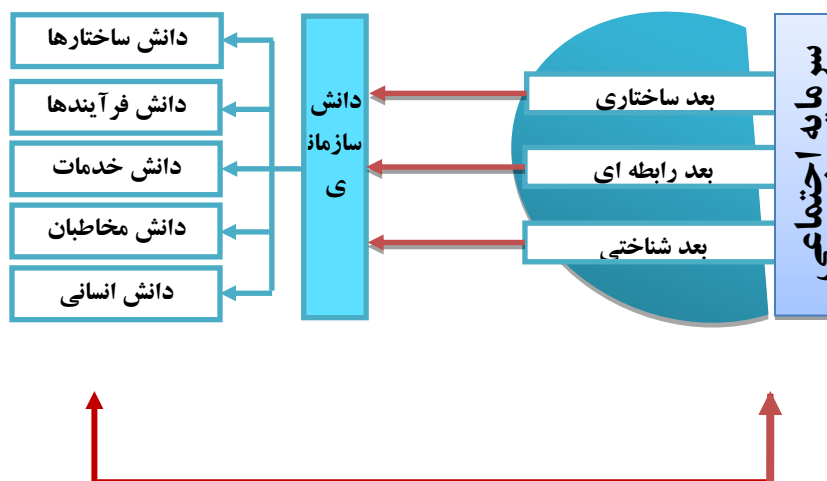 سرمایه اجتماعی
بعد ساختاری
بعد رابطه ای
بعد شناختی
دانش
سازمان
ی
دانش ساختارها
دانش فرآیندها
دانش خدمات
دانش مخاطبان
دانش انسانی